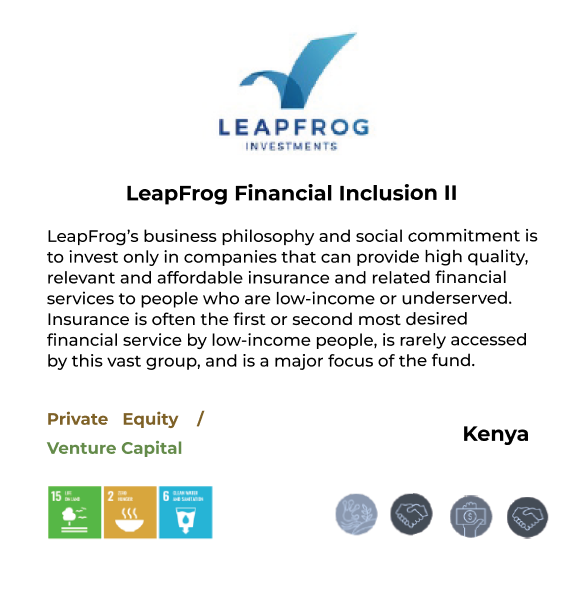 LEAPFROG
INVESTMENTS
LeapFrog Financial Inclusion II
LeapFrog’s business philosophy and social commitment is
to invest only in companies that can provide high quality,
relevant and affordable insurance and related financial
services to people who are low-income or underserved.
Insurance is often the first or second most desired
financial service by low-income people, is rarely accessed
by this vast group, and is a major focus of the fund.
Private Equity /
Venture Capital
Kenya
15 LIFE ON LAND
2 ZERO HUNGER
6 CLEAN WATER AND SANITATION
$